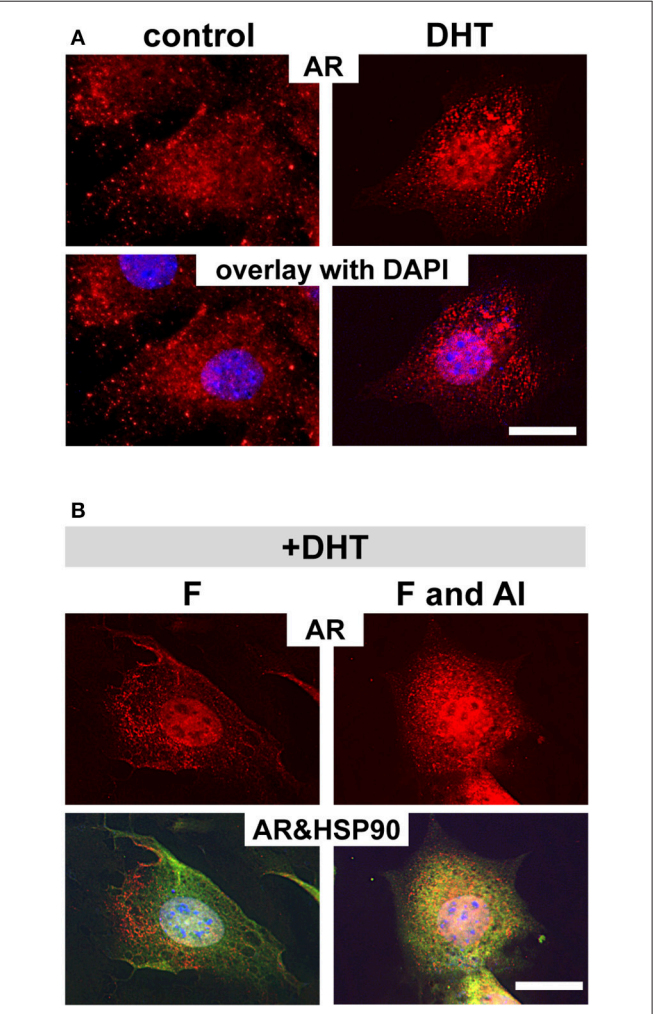 A
control
DHT
AR
overlay with DAPI
B
+DHT
F
F and AI
AR
AR&HSP90